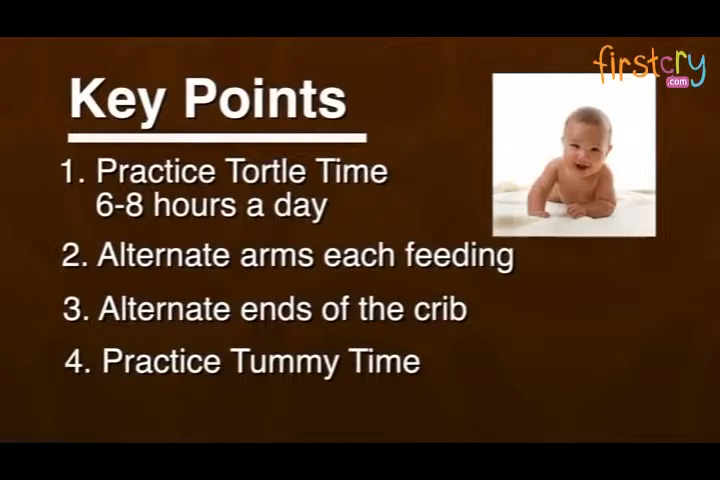 firstcry
.com
Key Points
1. Practice Tortle Time
6-8 hours a day
2. Alternate arms each feeding
3. Alternate ends of the crib
4. Practice Tummy Time